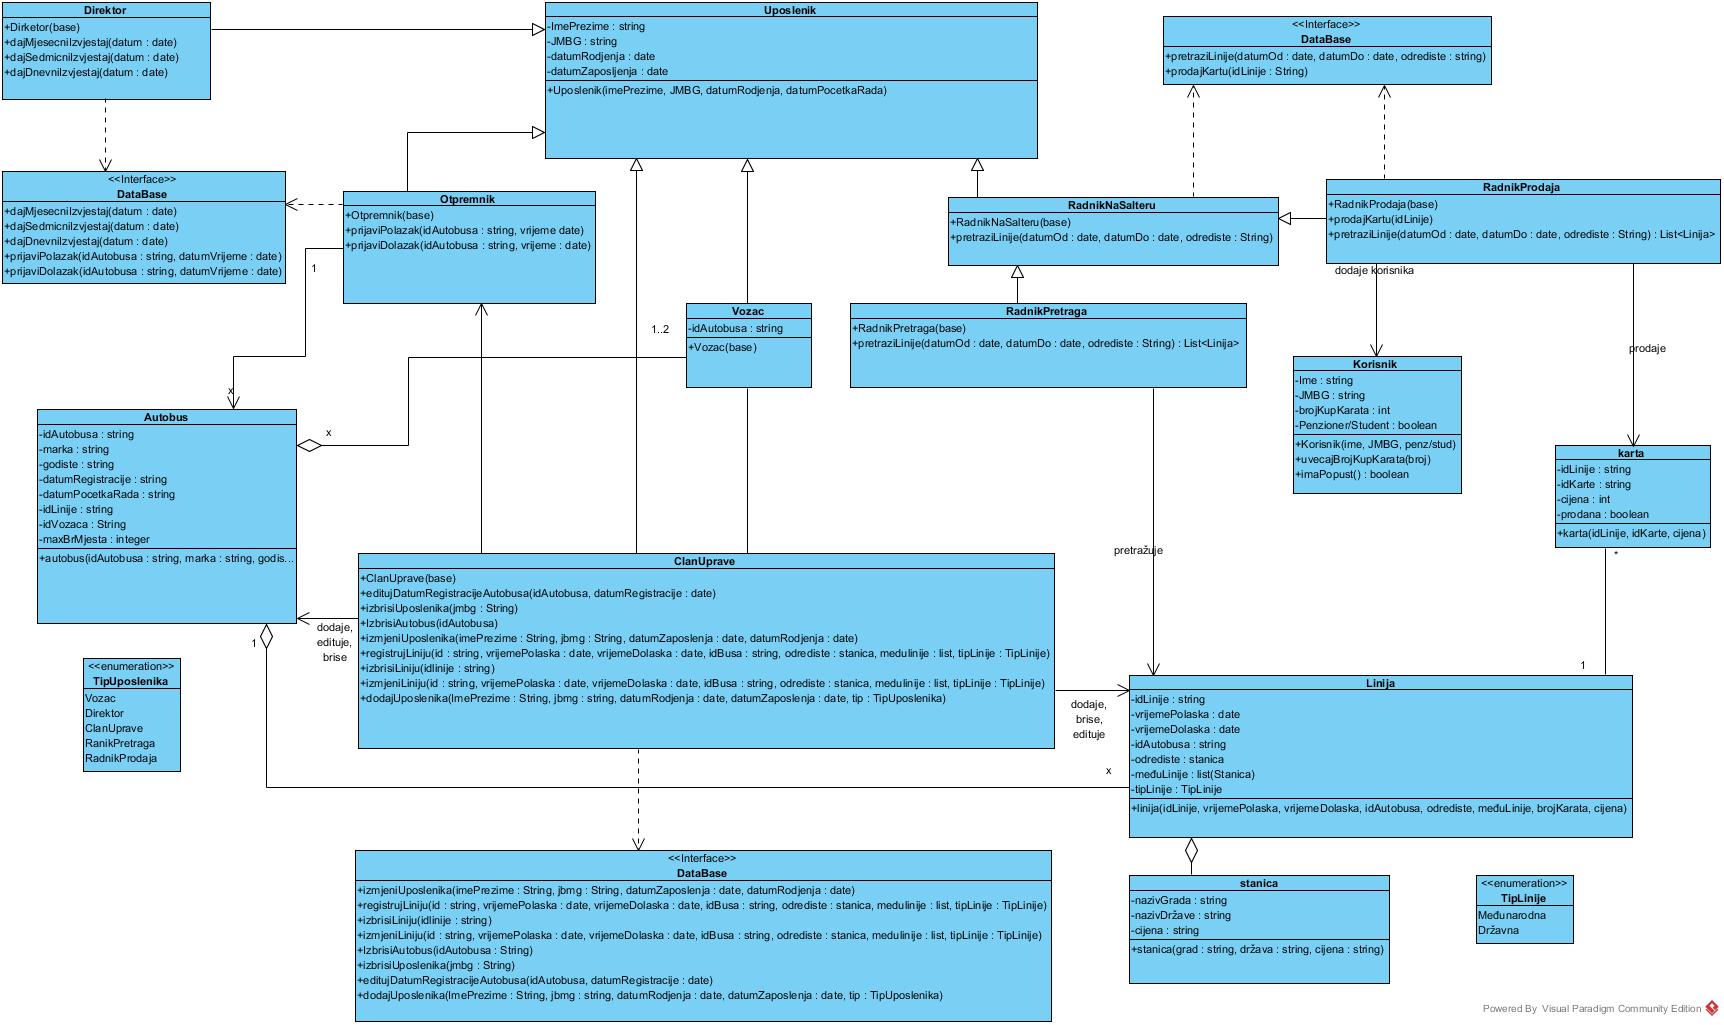 Direktor
+Dirketor(base)
+dajMjesecniIzvjestaj(datum : date)
+dajSedmicniIzvjestaj(datum : date)
+dajDnevniIzvjestaj(datum : date)
Uposlenik
-ImePrezime : string
-JMBG : string
-datumRodjenja : date
-datumZaposljenja : date
+Uposlenik(imePrezime, JMBG, datumRodjenja, datumPocetkaRada)
<<Interface>>
DataBase
+pretraziLinije(datumOd : date, datumDo : date, odrediste : string)
+prodajKartu(idLinije : String)
<<Interface>>
DataBase
+dajMjesecniIzvjestaj(datum : date)
+dajSedmicniIzvjestaj(datum : date)
+dajDnevniIzvjestaj(datum : date)
+prijaviPolazak(idAutobusa : string, datumVrijeme : date)
+prijaviDolazak(idAutobusa : string, datumVrijeme : date)
Otpremnik
+Otpremnik(base)
+prijaviPolazak(idAutobusa : string, vrijeme date)
+prijaviDolazak(idAutobusa : string, vrijeme : date)
RadnikNaSalteru
+RadnikNaSalteru(base)
+pretraziLinije(datumOd : date, datumDo : date, odrediste : String)
RadnikProdaja
+RadnikProdaja(base)
+prodajKartu(idLinije)
+pretraziLinije(datumOd : date, datumDo : date, odrediste : String) : List<Linija>
1
dodaje korisnika
Vozac
-idAutobusa : string
+Vozac(base)
1..2
RadnikPretraga
+RadnikPretraga(base)
+pretraziLinije(datumOd : date, datumDo : date, odrediste : String) : List<Linija>
prodaje
Korisnik
-Ime : string
-JMBG : string
-brojKupKarata : int
-Penzioner/Student : boolean
+Korisnik(ime, JMBG, penz/stud)
+uvecajBrojKupKarata(broj)
+imaPopust() : boolean
x
x
Autobus
-idAutobusa : string
-marka : string
-godiste : string
-datumRegistracije : string
-datumPocetkaRada : string
-idLinije : string
-idVozaca : String
-maxBrMjesta : integer
+autobus(idAutobusa : string, marka : string, godis...
karta
-idLinije : string
-idKarte : string
-cijena : int
-prodana : boolean
+karta(idLinije, idKarte, cijena)
*
pretražuje
ClanUprave
+ClanUprave(base)
+editujDatumRegistracijeAutobusa(idAutobusa, datumRegistracije : date)
+izbrisiUposlenika(jmbg : String)
+IzbrisiAutobus(idAutobusa)
+izmjeniUposlenika(imePrezime : String, jbmg : String, datumZaposlenja : date, datumRodjenja : date)
+registrujLiniju(id : string, vrijemePolaska : date, vrijemeDolaska : date, idBusa : string, odrediste : stanica, medulinije : list, tipLinije : TipLinije)
+izbrisiLiniju(idlinije : string)
+izmjeniLiniju(id : string, vrijemePolaska : date, vrijemeDolaska : date, idBusa : string, odrediste : stanica, medulinije : list, tipLinije : TipLinije)
+dodajUposlenika(ImePrezime : String, jbmg : string, datumRodjenja : date, datumZaposlenja : date, tip : TipUposlenika)
dodaje,
edituje,
brise
1
<<enumeration>>
TipUposlenika
Vozac
Direktor
ClanUprave
RanikPretraga
RadnikProdaja
dodaje,
brise,
edituje
x
1
Linija
-idLinije : string
-vrijemePolaska : date
-vrijemeDolaska : date
-idAutobusa : string
-odrediste : stanica
-međuLinije : list(Stanica)
-tipLinije : TipLinije
+linija(idLinije, vrijemePolaska, vrijemeDolaska, idAutobusa, odrediste, međuLinije, brojKarata, cijena)
<<Interface>>
DataBase
+izmjeniUposlenika(imePrezime : String, jbmg : String, datumZaposlenja : date, datumRodjenja : date)
+registrujLiniju(id : string, vrijemePolaska : date, vrijemeDolaska : date, idBusa : string, odrediste : stanica, medulinije : list, tipLinije : TipLinije)
+izbrisiLiniju(idlinije : string)
+izmjeniLiniju(id : string, vrijemePolaska : date, vrijemeDolaska : date, idBusa : string, odrediste : stanica, medulinije : list, tipLinije : TipLinije)
+IzbrisiAutobus(idAutobusa : String)
+izbrisiUposlenika(jmbg : String)
+editujDatumRegistracijeAutobusa(idAutobusa, datumRegistracije : date)
+dodajUposlenika(ImePrezime : String, jbmg : string, datumRodjenja : date, datumZaposlenja : date, tip : TipUposlenika)
stanica
-nazivGrada : string
-nazivDržave : string
-cijena : string
+stanica(grad : string, država : string, cijena : string)
<<enumeration>>
TipLinije
Međunarodna
Državna
Powered By Visual Paradigm Community Edition